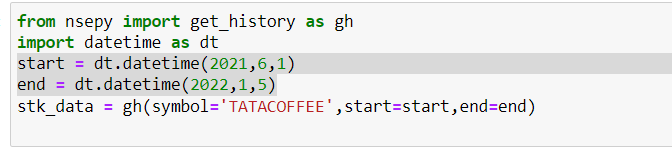 from nsepy import get_history as gh
import datetime as dt
start = dt.datetime(2021,6,1)
end = dt.datetime(2022,1,5)
stk_data = gh(symbol='TATACOFFEE',start=start,end=end)